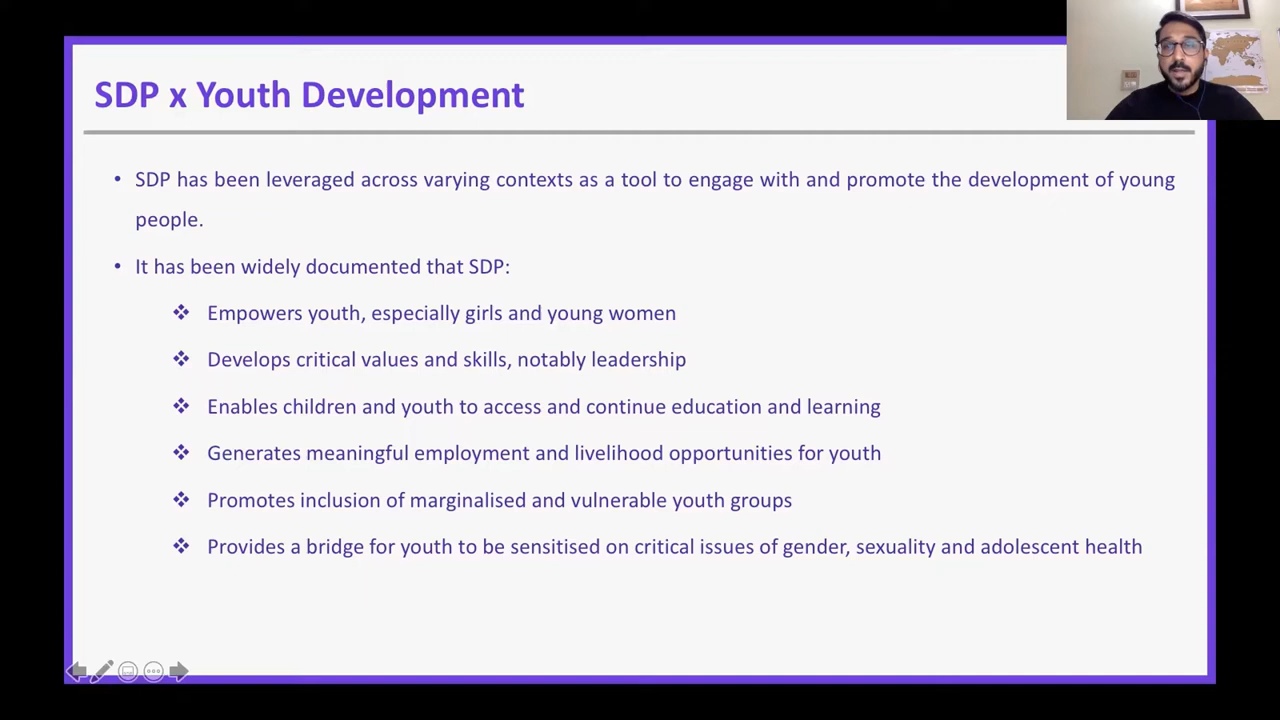 SDP x Youth Development
• SDP has been leveraged across varying contexts as a tool to engage with and promote the development of young
people.
• It has been widely documented that SDP:
❖ Empowers youth, especially girls and young women
❖ Develops critical values and skills, notably leadership
❖ Enables children and youth to access and continue education and learning
❖ Generates meaningful employment and livelihood opportunities for youth
❖ Promotes inclusion of marginalised and vulnerable youth groups
❖ Provides a bridge for youth to be sensitised on critical issues of gender, sexuality and adolescent health